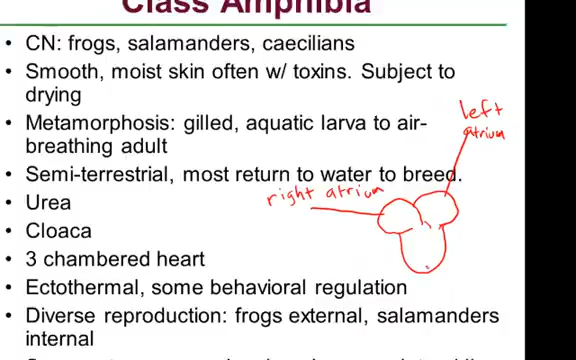 Class Amphibia
• CN: frogs, salamanders, caecilians
• Smooth, moist skin often w/ toxins. Subject to
drying
left
atrium
• Metamorphosis: gilled, aquatic larva to air-
breathing adult
• Semi-terrestrial, most return to water to breed.
right atrium
• Urea
• Cloaca
• 3 chambered heart
• Ectothermal, some behavioral regulation
• Diverse reproduction: frogs external, salamanders
internal